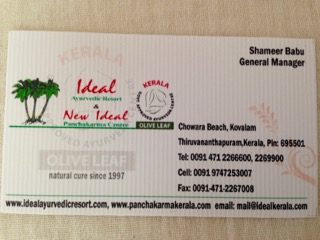 Shameer Babu
General Manager
Ideal
Ayurvedic Resort
&
New Ideal
Panchakarma Centre
KERALA
OLIVE LEAF
natural cure since 1997
Chowara Beach, Kovalam
Thiruvananthapuram,Kerala, Pin: 695501
Tel: 0091 471 2266600, 2269900
Cell: 0091 9747253007
Fax: 0091-471-2267008
www.idealayurvedicresort.com, www.panchakarmakerala.com email: mail@idealkerala.com
KERALA
OLIVE LEAF